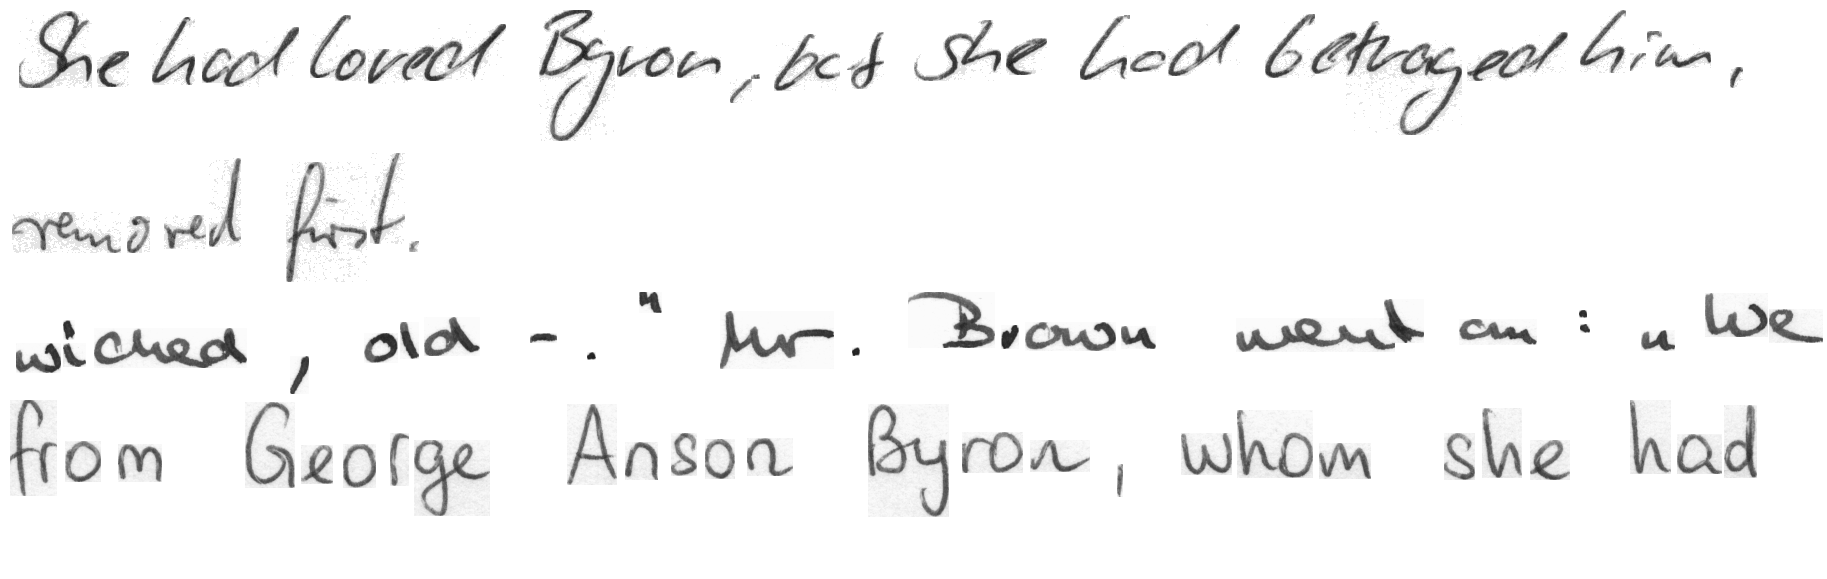 She had loved Byron, but she had betrayed him,
removed first.
wicked, old - . " Mr. Brown went on : " We
from George Anson Byron, whom she had